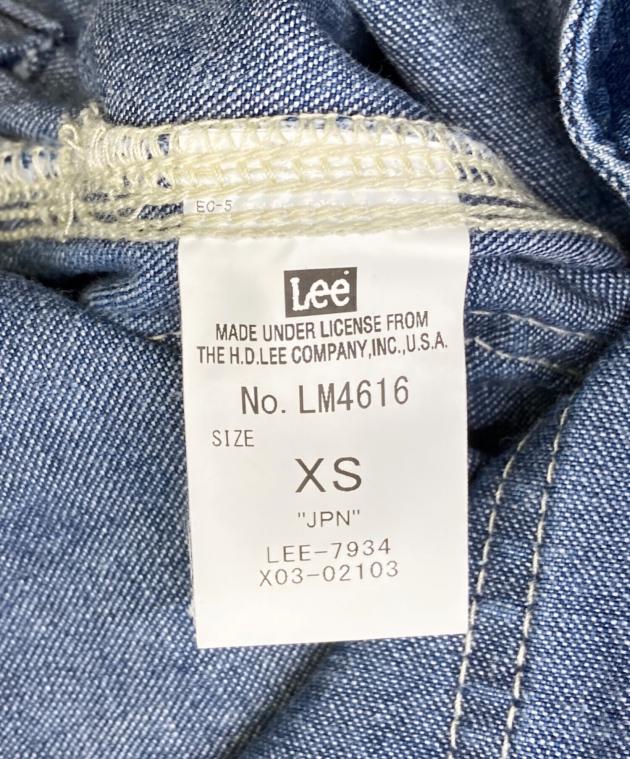 EC-5
Lee
MADE UNDER LICENSE FROM
THE H.D.LEE COMPANY,INC.,U.S.A.
No. LM4616
SIZE
XS
"JPN"
LEE-7934
X03-02103